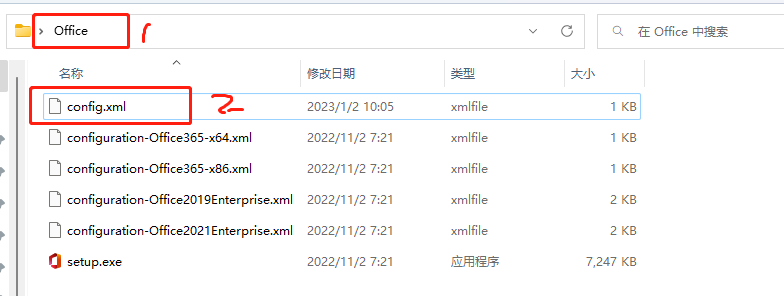 Office 1 在 Office 中搜索
名称 修改日期 类型 大小
config.xml 2 2023/1/2 10:05 xmlfile 1 KB
configuration-Office365-x64.xml 2022/11/2 7:21 xmlfile 1 KB
configuration-Office365-x86.xml 2022/11/2 7:21 xmlfile 1 KB
configuration-Office2019Enterprise.xml 2022/11/2 7:21 xmlfile 2 KB
configuration-Office2021Enterprise.xml 2022/11/2 7:21 xmlfile 2 KB
setup.exe 2022/11/2 7:21 应用程序 7,247 KB